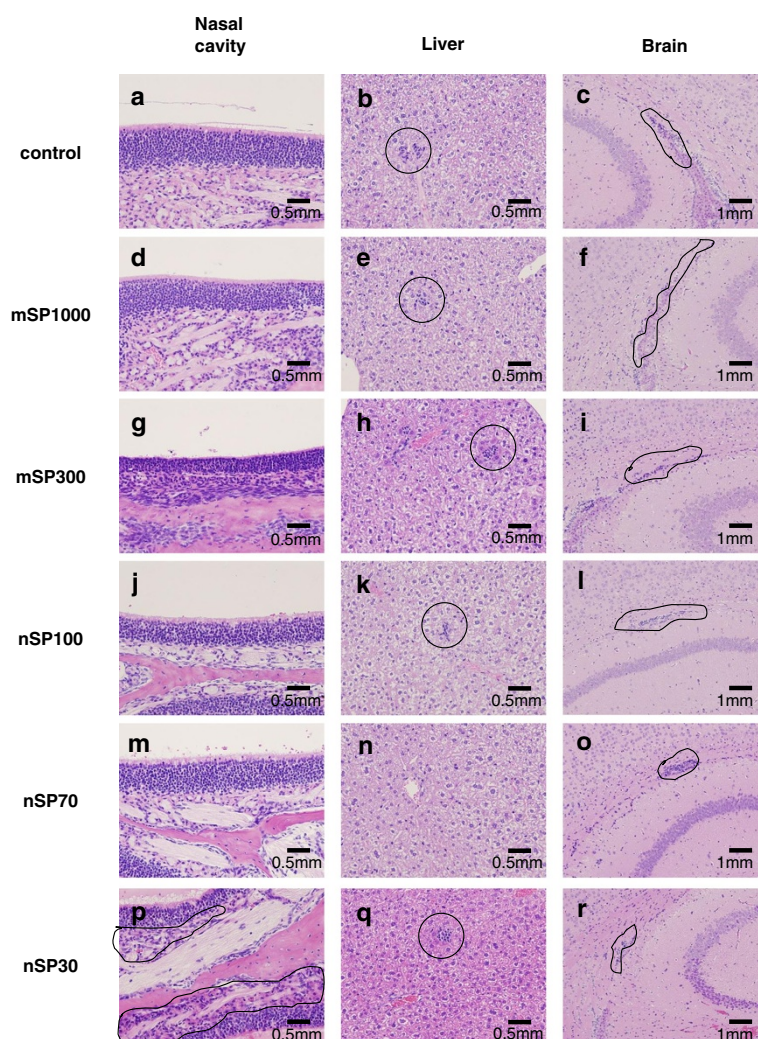 Nasal
cavity
Liver
Brain
control
a
0.5mm
b
0.5mm
c
1mm
mSP1000
d
0.5mm
e
0.5mm
f
1mm
mSP300
g
0.5mm
h
0.5mm
i
1mm
nSP100
j
0.5mm
k
0.5mm
l
1mm
nSP70
m
0.5mm
n
0.5mm
o
1mm
nSP30
p
0.5mm
q
0.5mm
r
1mm